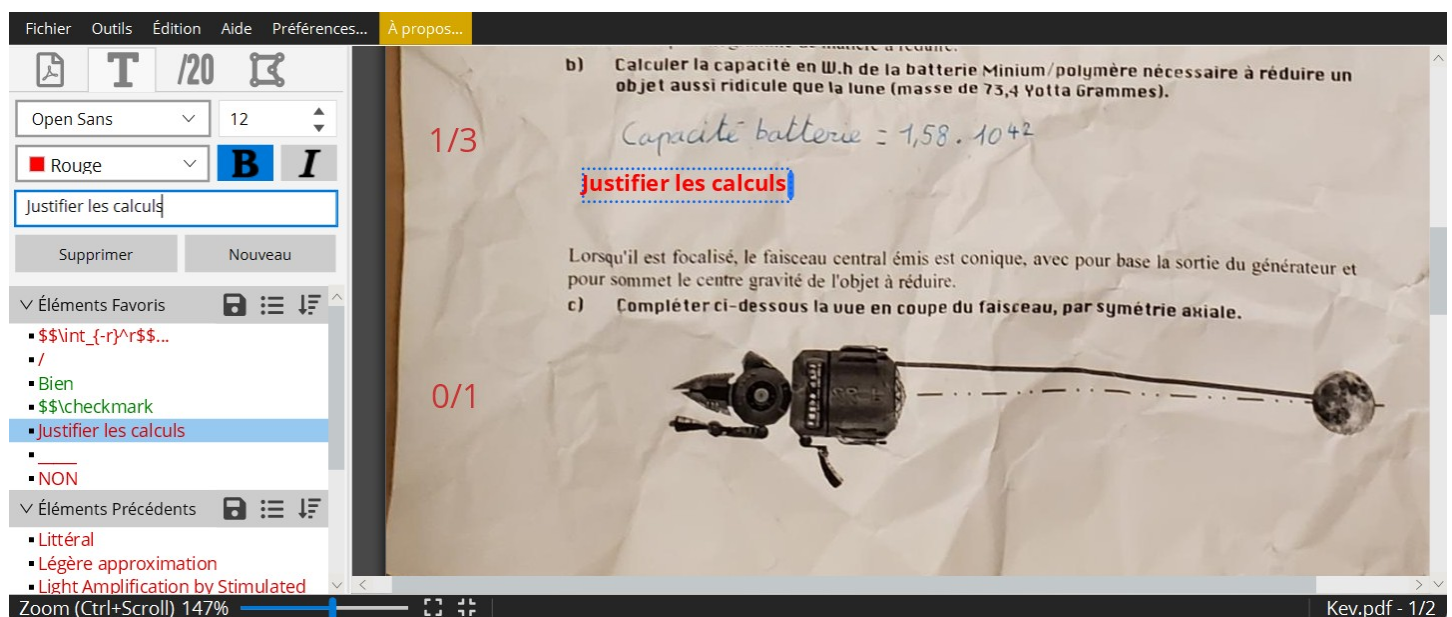 Fichier Outils Édition Aide Préférences... À propos...
T /20
Open Sans 12
Rouge B I
Justifier les calculs
Supprimer Nouveau
Éléments Favoris
$$\int_{-r}^r$$...
/
Bien
$$\checkmark
Justifier les calculs
_____
NON
Éléments Précédents
Littéral
Légère approximation
Light Amplification by Stimulated
b) Calculer la capacité en W.h de la batterie Minium/polymère nécessaire à réduire un
objet aussi ridicule que la lune (masse de 73,4 Yotta Grammes).
1/3
Capacité batterie = 1,58 . 10⁴²
Justifier les calculs
Lorsqu'il est focalisé, le faisceau central émis est conique, avec pour base la sortie du générateur et
pour sommet le centre gravité de l'objet à réduire.
c) Compléter ci-dessous la vue en coupe du faisceau, par symétrie axiale.
0/1
Zoom (Ctrl+Scroll) 147%
Kev.pdf - 1/2